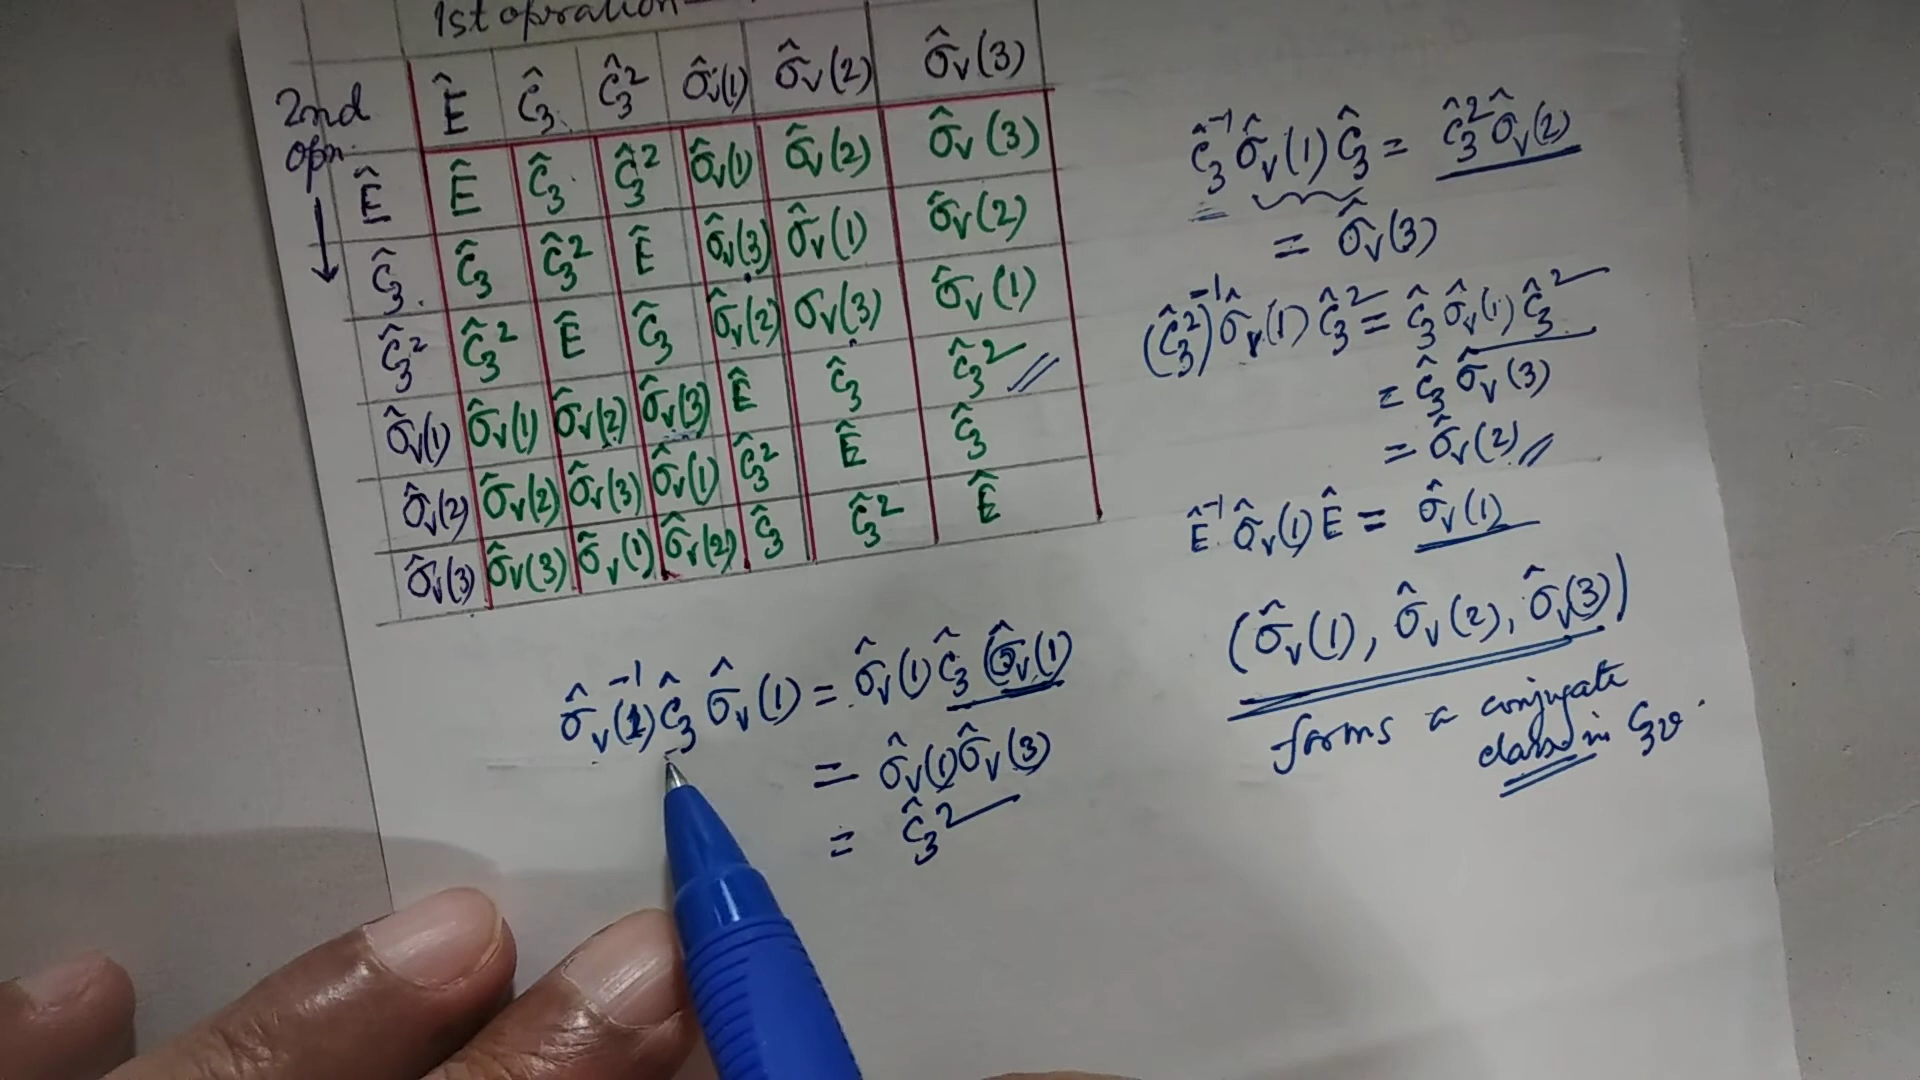 1st operation
2nd opn. Ê Ĉ₃ Ĉ₃² σ̂ᵥ(1) σ̂ᵥ(2) σ̂ᵥ(3)
Ê Ê Ĉ₃ Ĉ₃² σ̂ᵥ(1) σ̂ᵥ(2) σ̂ᵥ(3)
Ĉ₃ Ĉ₃ Ĉ₃² Ê σ̂ᵥ(3) σ̂ᵥ(1) σ̂ᵥ(2)
Ĉ₃² Ĉ₃² Ê Ĉ₃ σ̂ᵥ(2) σᵥ(3) σ̂ᵥ(1)
σ̂ᵥ(1) σ̂ᵥ(1) σ̂ᵥ(2) σ̂ᵥ(3) Ê Ĉ₃ Ĉ₃²
σ̂ᵥ(2) σ̂ᵥ(2) σ̂ᵥ(3) σ̂ᵥ(1) Ĉ₃² Ê Ĉ₃
σ̂ᵥ(3) σ̂ᵥ(3) σ̂ᵥ(1) σ̂ᵥ(2) Ĉ₃ Ĉ₃² Ê
σ̂ᵥ⁻¹(1) Ĉ₃ σ̂ᵥ(1) = σ̂ᵥ(1) Ĉ₃ σ̂ᵥ(1)
= σ̂ᵥ(1) σ̂ᵥ(3)
= Ĉ₃²
Ĉ₃⁻¹ σ̂ᵥ(1) Ĉ₃ = Ĉ₃² σ̂ᵥ(2)
= σ̂ᵥ(3)
(Ĉ₃²)⁻¹ σ̂ᵥ(1) Ĉ₃² = Ĉ₃ σ̂ᵥ(1) Ĉ₃²
= Ĉ₃ σ̂ᵥ(3)
= σ̂ᵥ(2)
Ê⁻¹ σ̂ᵥ(1) Ê = σ̂ᵥ(1)
(σ̂ᵥ(1), σ̂ᵥ(2), σ̂ᵥ(3))
forms a conjugate
class in C₃ᵥ.